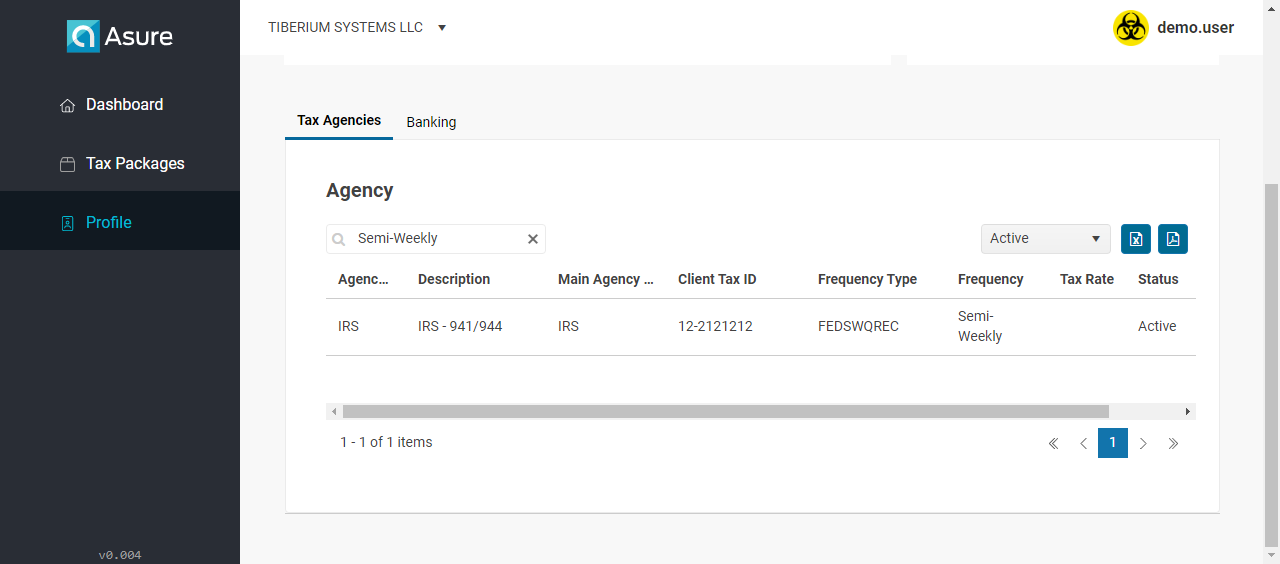 Asure
TIBERIUM SYSTEMS LLC
demo.user
Dashboard
Tax Packages
Profile
v0.004
Tax Agencies
Banking
Agency
Semi-Weekly
Active
Agenc... Description Main Agency ... Client Tax ID Frequency Type Frequency Tax Rate Status
IRS IRS - 941/944 IRS 12-2121212 FEDSWQREC Semi-
Weekly
Active
1 - 1 of 1 items
1